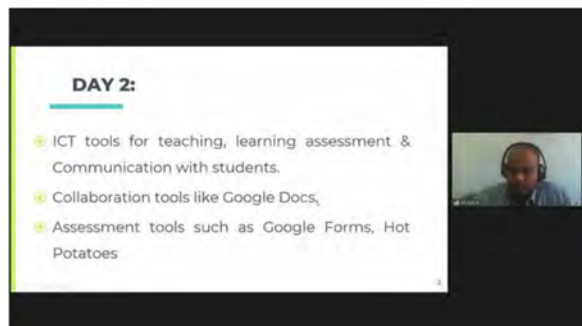 DAY 2:
ICT tools for teaching, learning assessment &
Communication with students.
Collaboration tools like Google Docs,
Assessment tools such as Google Forms, Hot
Potatoes
2